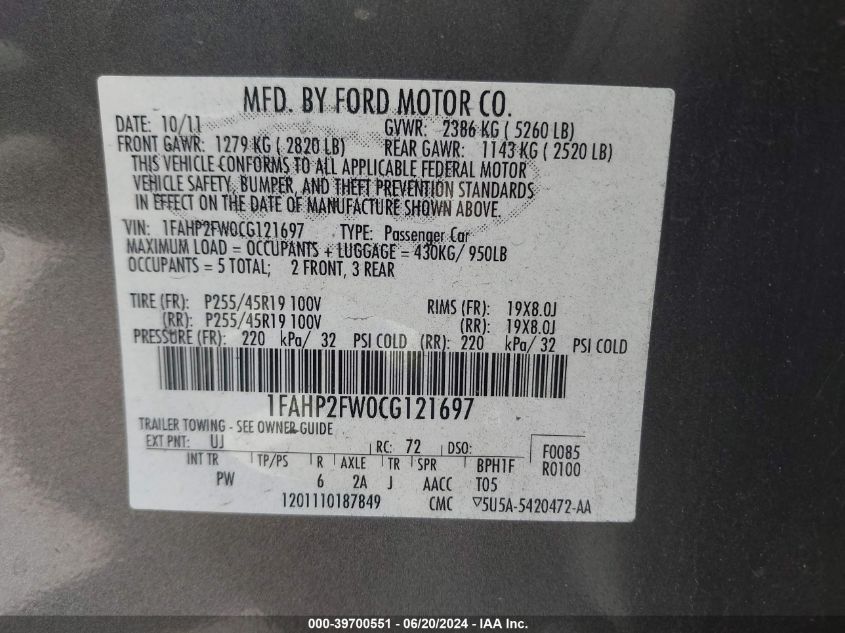 MFD. BY FORD MOTOR CO.
DATE: 10/11 GVWR: 2386 KG ( 5260 LB)
FRONT GAWR: 1279 KG ( 2820 LB) REAR GAWR: 1143 KG ( 2520 LB)
THIS VEHICLE CONFORMS TO ALL APPLICABLE FEDERAL MOTOR
VEHICLE SAFETY, BUMPER, AND THEFT PREVENTION STANDARDS
IN EFFECT ON THE DATE OF MANUFACTURE SHOWN ABOVE.
VIN: 1FAHP2FW0CG121697 TYPE: Passenger Car
MAXIMUM LOAD = OCCUPANTS + LUGGAGE = 430KG/ 950LB
OCCUPANTS = 5 TOTAL; 2 FRONT, 3 REAR
TIRE (FR): P255/45R19 100V RIMS (FR): 19X8.0J
(RR): P255/45R19 100V (RR): 19X8.0J
PRESSURE (FR): 220 kPa/ 32 PSI COLD (RR): 220 kPa/ 32 PSI COLD
1FAHP2FW0CG121697
TRAILER TOWING - SEE OWNER GUIDE
EXT PNT: UJ RC: 72 DSO: F0085
INT TR TP/PS R AXLE TR SPR BPH1F R0100
PW 6 2A J AACC T05
1201110187849 CMC ▽5U5A-5420472-AA
000-39700551 - 06/20/2024 - IAA Inc.